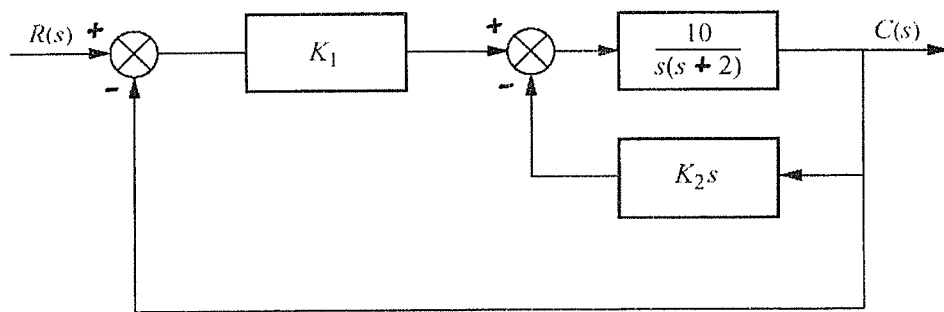 R(s)
+
-
K₁
+
-
10
s(s + 2)
C(s)
K₂s